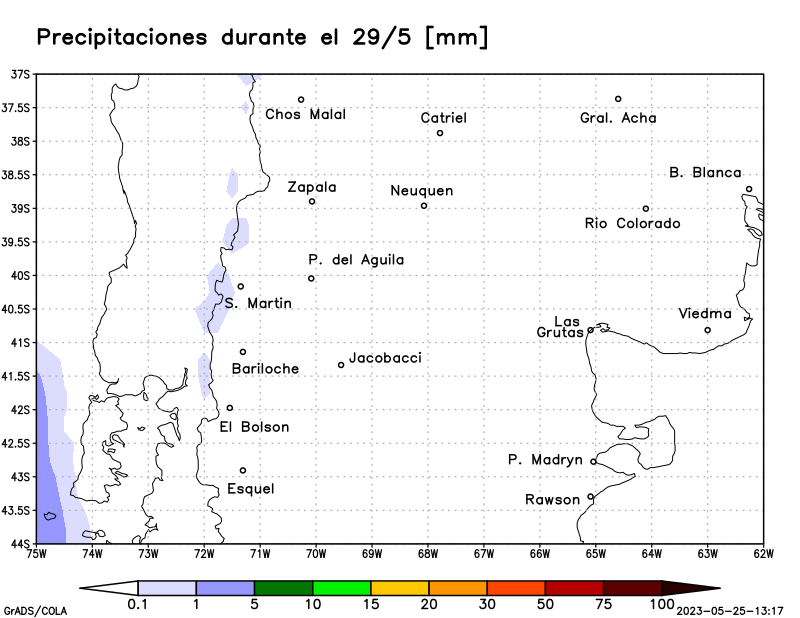 Precipitaciones durante el 29/5 [mm]
37S
37.5S
Chos Malal
Catriel
Gral. Acha
38S
38.5S
B. Blanca
Zapala
Neuquen
39S
Rio Colorado
39.5S
P. del Aguila
40S
S. Martin
40.5S
Las
Grutas
Viedma
41S
Bariloche
Jacobacci
41.5S
42S
El Bolson
42.5S
P. Madryn
43S
Esquel
Rawson
43.5S
44S
75W 74W 73W 72W 71W 70W 69W 68W 67W 66W 65W 64W 63W 62W
0.1 1 5 10 15 20 30 50 75 100
GrADS/COLA
2023-05-25-13:17